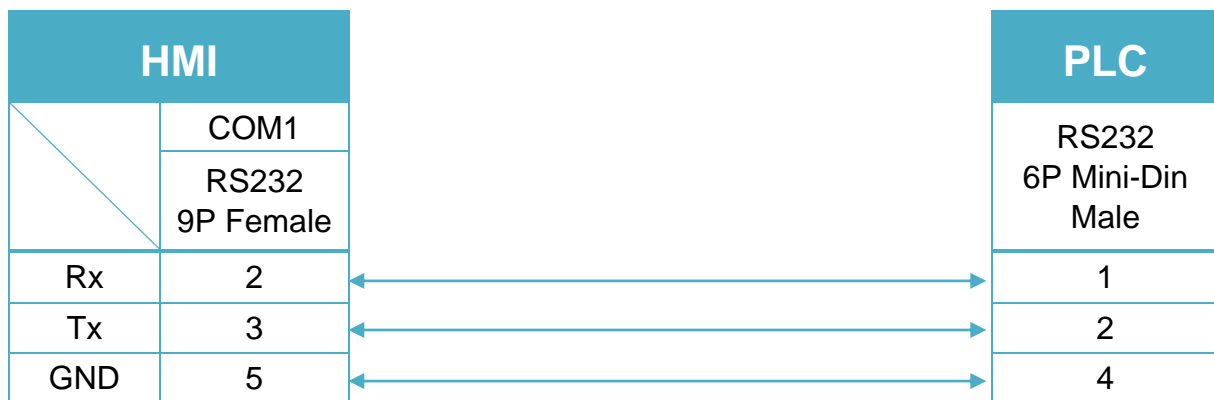 HMI
PLC
COM1
RS232
9P Female
RS232
6P Mini-Din
Male
Rx 2 1
Tx 3 2
GND 5 4